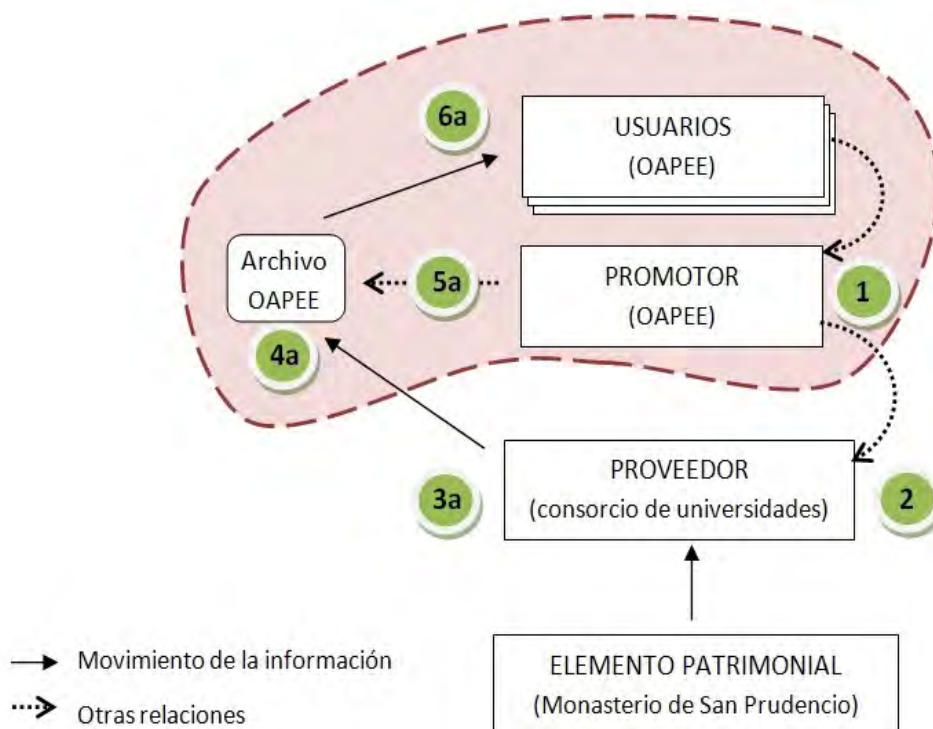 6a
USUARIOS
(OAPEE)
Archivo
OAPEE
5a
PROMOTOR
(OAPEE)
1
4a
PROVEEDOR
(consorcio de universidades)
3a
2
Movimiento de la información
Otras relaciones
ELEMENTO PATRIMONIAL
(Monasterio de San Prudencio)